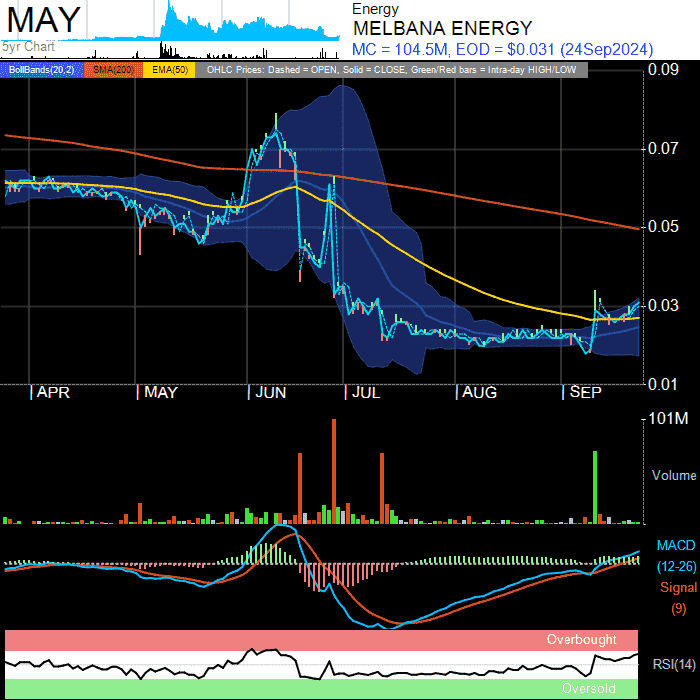 MAY
5yr Chart
Energy
MELBANA ENERGY
MC = 104.5M, EOD = $0.031 (24Sep2024)
BollBands(20,2) SMA(200) EMA(50) OHLC Prices: Dashed = OPEN, Solid = CLOSE, Green/Red bars = Intra-day HIGH/LOW
0.09
0.07
0.05
0.03
0.01
APR MAY JUN JUL AUG SEP
101M
Volume
MACD
(12-26)
Signal
(9)
Overbought
RSI(14)
Oversold